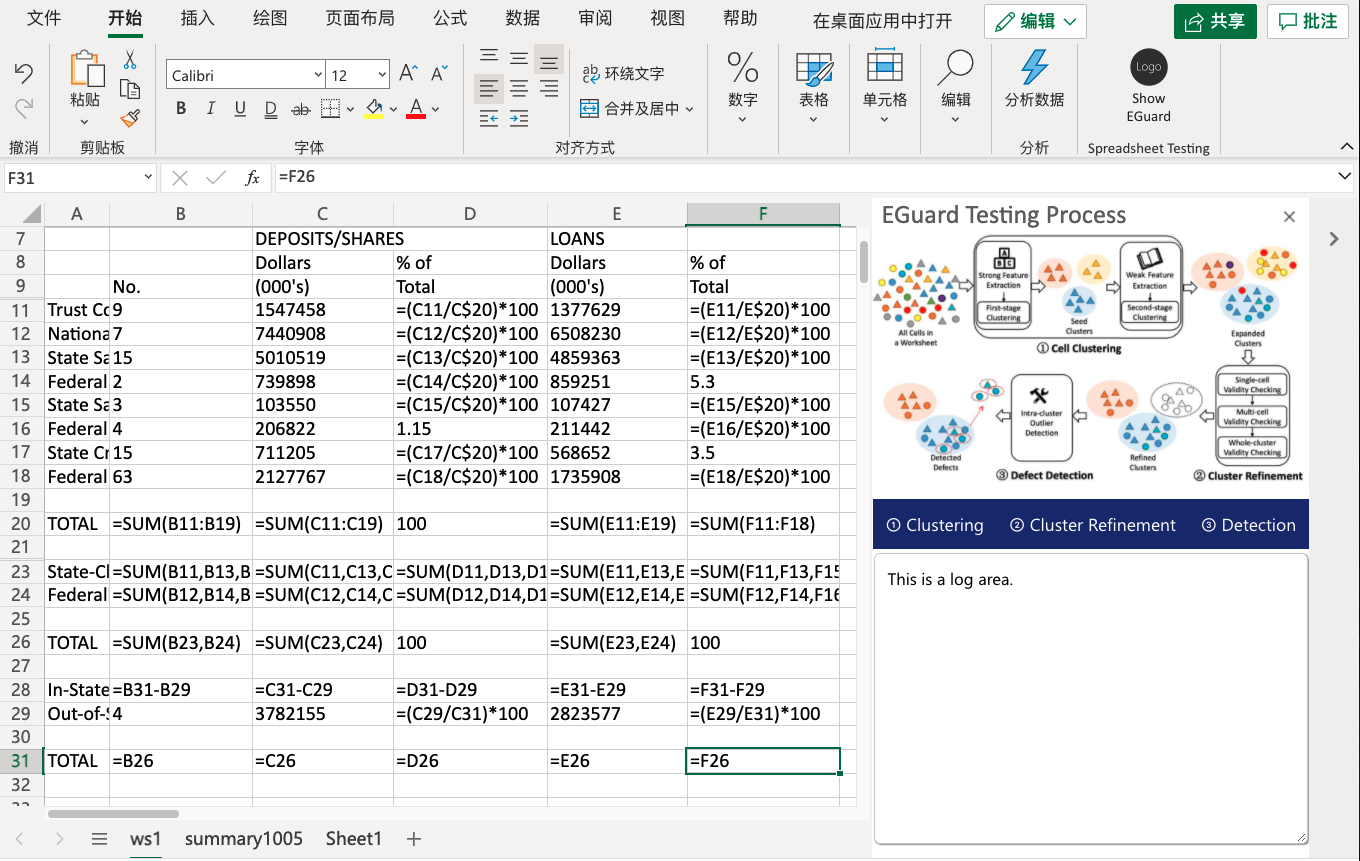 文件 开始 插入 绘图 页面布局 公式 数据 审阅 视图 帮助 在桌面应用中打开 编辑 共享 批注
Calibri 12
粘贴
ab 环绕文字
合并及居中
B I U D ab A
数字 表格 单元格 编辑 分析数据
Logo
Show
EGuard
撤消 剪贴板 字体 对齐方式 分析 Spreadsheet Testing
F31 fx =F26
A B C D E F
7 DEPOSITS/SHARES LOANS
8 Dollars % of Dollars % of
9 No. (000's) Total (000's) Total
11 Trust Cc 9 1547458 =(C11/C$20)*100 1377629 =(E11/E$20)*100
12 Nationa 7 7440908 =(C12/C$20)*100 6508230 =(E12/E$20)*100
13 State Sa 15 5010519 =(C13/C$20)*100 4859363 =(E13/E$20)*100
14 Federal 2 739898 =(C14/C$20)*100 859251 5.3
15 State Sa 3 103550 =(C15/C$20)*100 107427 =(E15/E$20)*100
16 Federal 4 206822 1.15 211442 =(E16/E$20)*100
17 State Cr 15 711205 =(C17/C$20)*100 568652 3.5
18 Federal 63 2127767 =(C18/C$20)*100 1735908 =(E18/E$20)*100
19
20 TOTAL =SUM(B11:B19) =SUM(C11:C19) 100 =SUM(E11:E19) =SUM(F11:F18)
21
23 State-Cl =SUM(B11,B13,B =SUM(C11,C13,C =SUM(D11,D13,D1 =SUM(E11,E13,E =SUM(F11,F13,F15
24 Federal =SUM(B12,B14,B =SUM(C12,C14,C =SUM(D12,D14,D1 =SUM(E12,E14,E =SUM(F12,F14,F16
25
26 TOTAL =SUM(B23,B24) =SUM(C23,C24) 100 =SUM(E23,E24) 100
27
28 In-State =B31-B29 =C31-C29 =D31-D29 =E31-E29 =F31-F29
29 Out-of-S 4 3782155 =(C29/C31)*100 2823577 =(E29/E31)*100
30
31 TOTAL =B26 =C26 =D26 =E26 =F26
32
ws1 summary1005 Sheet1
EGuard Testing Process
All Cells in
a Worksheet
A
B C
Strong Feature
Extraction
First-stage
Clustering
Seed
Clusters
Weak Feature
Extraction
Second-stage
Clustering
Expanded
Clusters
① Cell Clustering
Single-cell
Validity Checking
Multi-cell
Validity Checking
Whole-cluster
Validity Checking
② Cluster Refinement
Refined
Clusters
Intra-cluster
Outlier
Detection
③ Defect Detection
Detected
Defects
① Clustering ② Cluster Refinement ③ Detection
This is a log area.